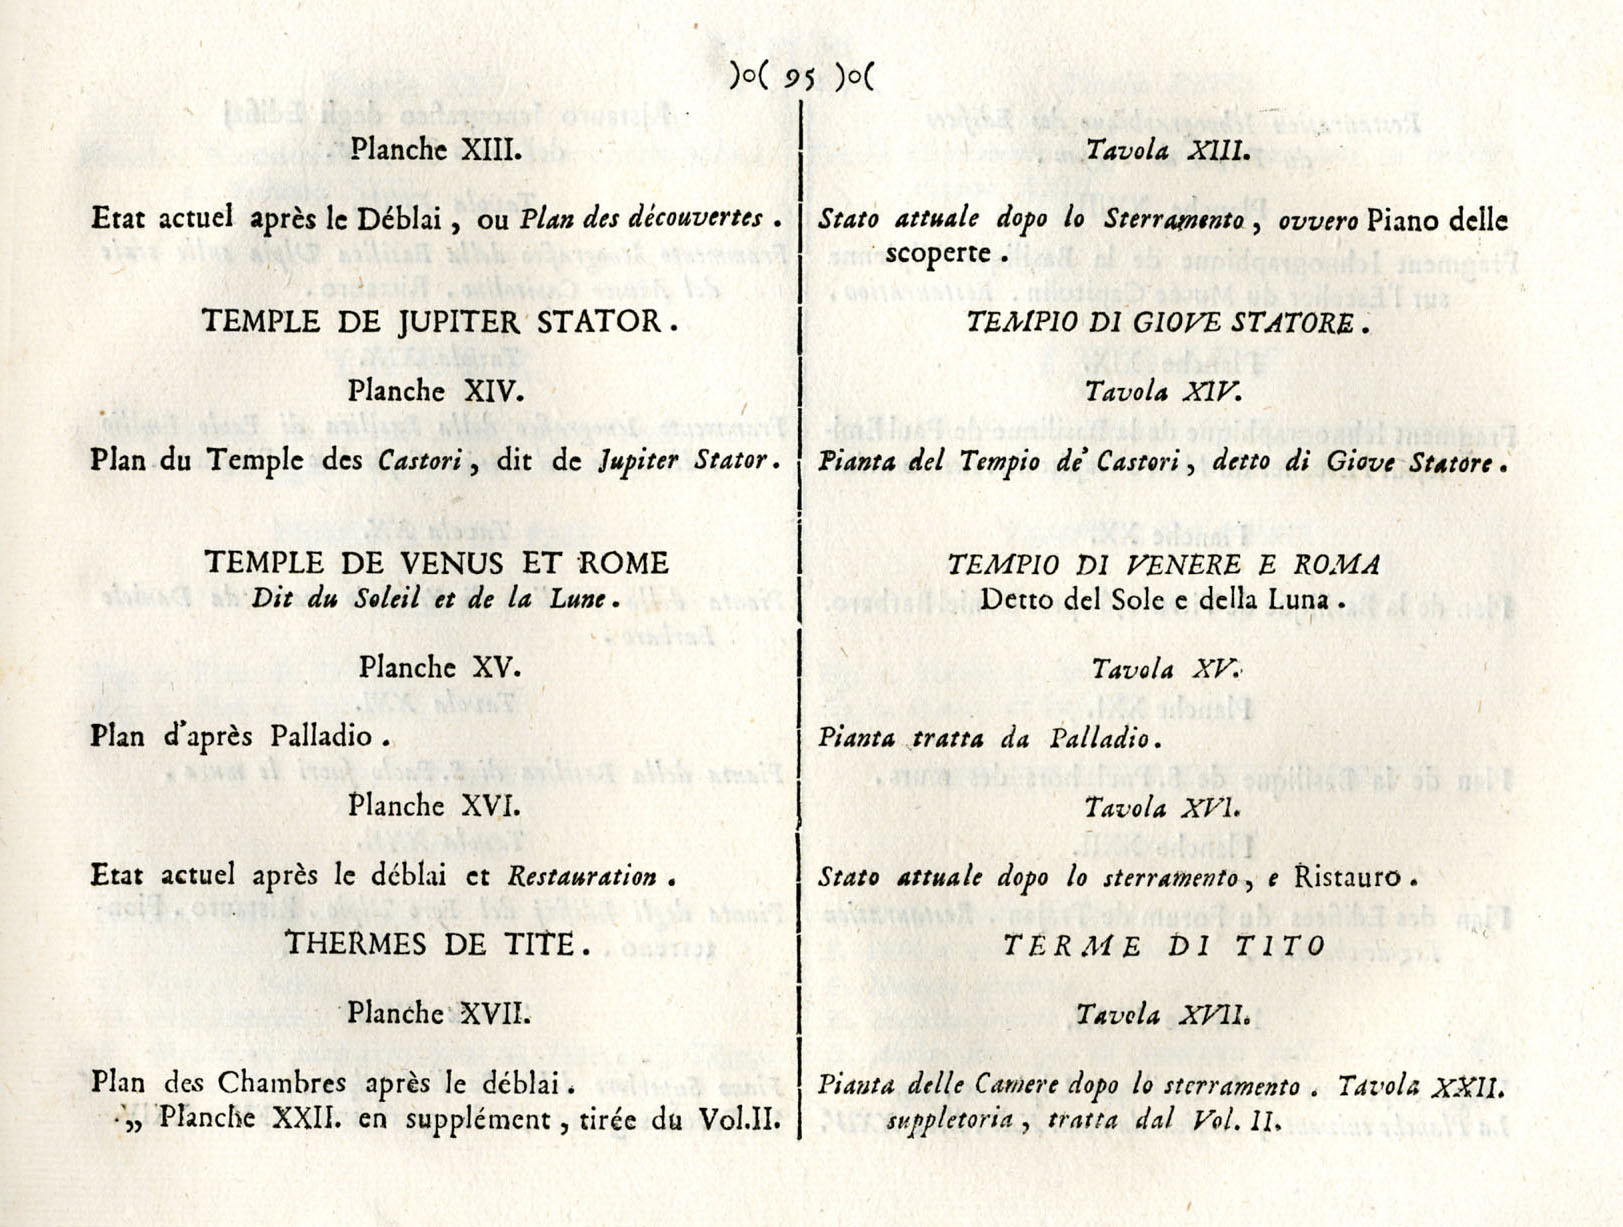 )o( 95 )o(
Planche XIII.
Etat actuel après le Déblai , ou Plan des découvertes .
TEMPLE DE JUPITER STATOR .
Planche XIV.
Plan du Temple des Castori , dit de Jupiter Stator .
TEMPLE DE VENUS ET ROME
Dit du Soleil et de la Lune .
Planche XV.
Plan d'après Palladio .
Planche XVI.
Etat actuel après le déblai et Restauration .
THERMES DE TITE .
Planche XVII.
Plan des Chambres après le déblai .
„ Planche XXII. en supplément , tirée du Vol.II.
Tavola XIII.
Stato attuale dopo lo Sterramento , ovvero Piano delle
scoperte .
TEMPIO DI GIOVE STATORE .
Tavola XIV.
Pianta del Tempio de' Castori , detto di Giove Statore .
TEMPIO DI VENERE E ROMA
Detto del Sole e della Luna .
Tavola XV.
Pianta tratta da Palladio .
Tavola XVI.
Stato attuale dopo lo sterramento , e Ristauro .
TERME DI TITO
Tavola XVII.
Pianta delle Camere dopo lo sterramento . Tavola XXII.
suppletoria , tratta dal Vol. II.